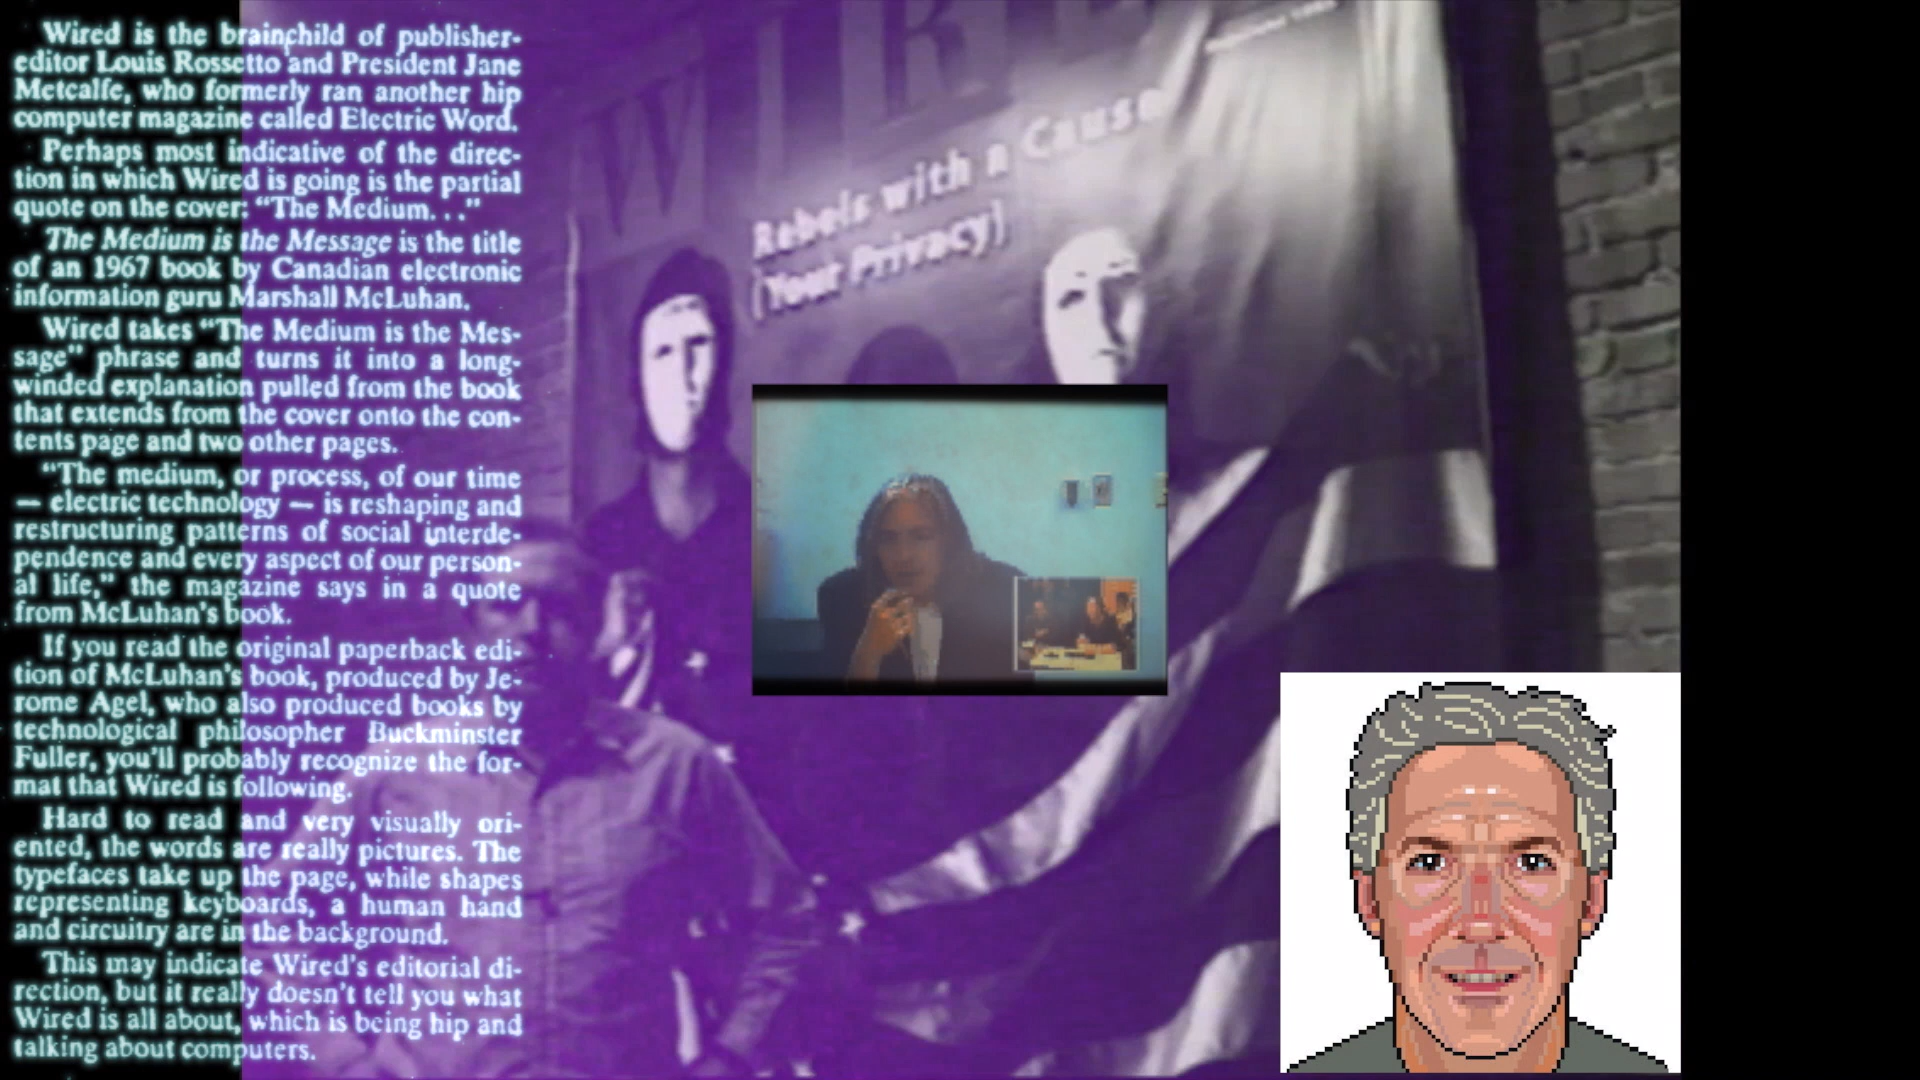 Wired is the brainchild of publisher-
editor Louis Rossetto and President Jane
Metcalfe, who formerly ran another hip
computer magazine called Electric Word.
Perhaps most indicative of the direc-
tion in which Wired is going is the partial
quote on the cover: “The Medium. . .”
The Medium is the Message is the title
of an 1967 book by Canadian electronic
information guru Marshall McLuhan.
Wired takes “The Medium is the Mes-
sage” phrase and turns it into a long-
winded explanation pulled from the book
that extends from the cover onto the con-
tents page and two other pages.
“The medium, or process, of our time
— electric technology — is reshaping and
restructuring patterns of social interde-
pendence and every aspect of our person-
al life,” the magazine says in a quote
from McLuhan's book.
If you read the original paperback edi-
tion of McLuhan's book, produced by Je-
rome Agel, who also produced books by
technological philosopher Buckminster
Fuller, you'll probably recognize the for-
mat that Wired is following.
Hard to read and very visually ori-
ented, the words are really pictures. The
typefaces take up the page, while shapes
representing keyboards, a human hand
and circuitry are in the background.
This may indicate Wired's editorial di-
rection, but it really doesn't tell you what
Wired is all about, which is being hip and
talking about computers.
WIRE
Rebels with a Cause
(Your Privacy)